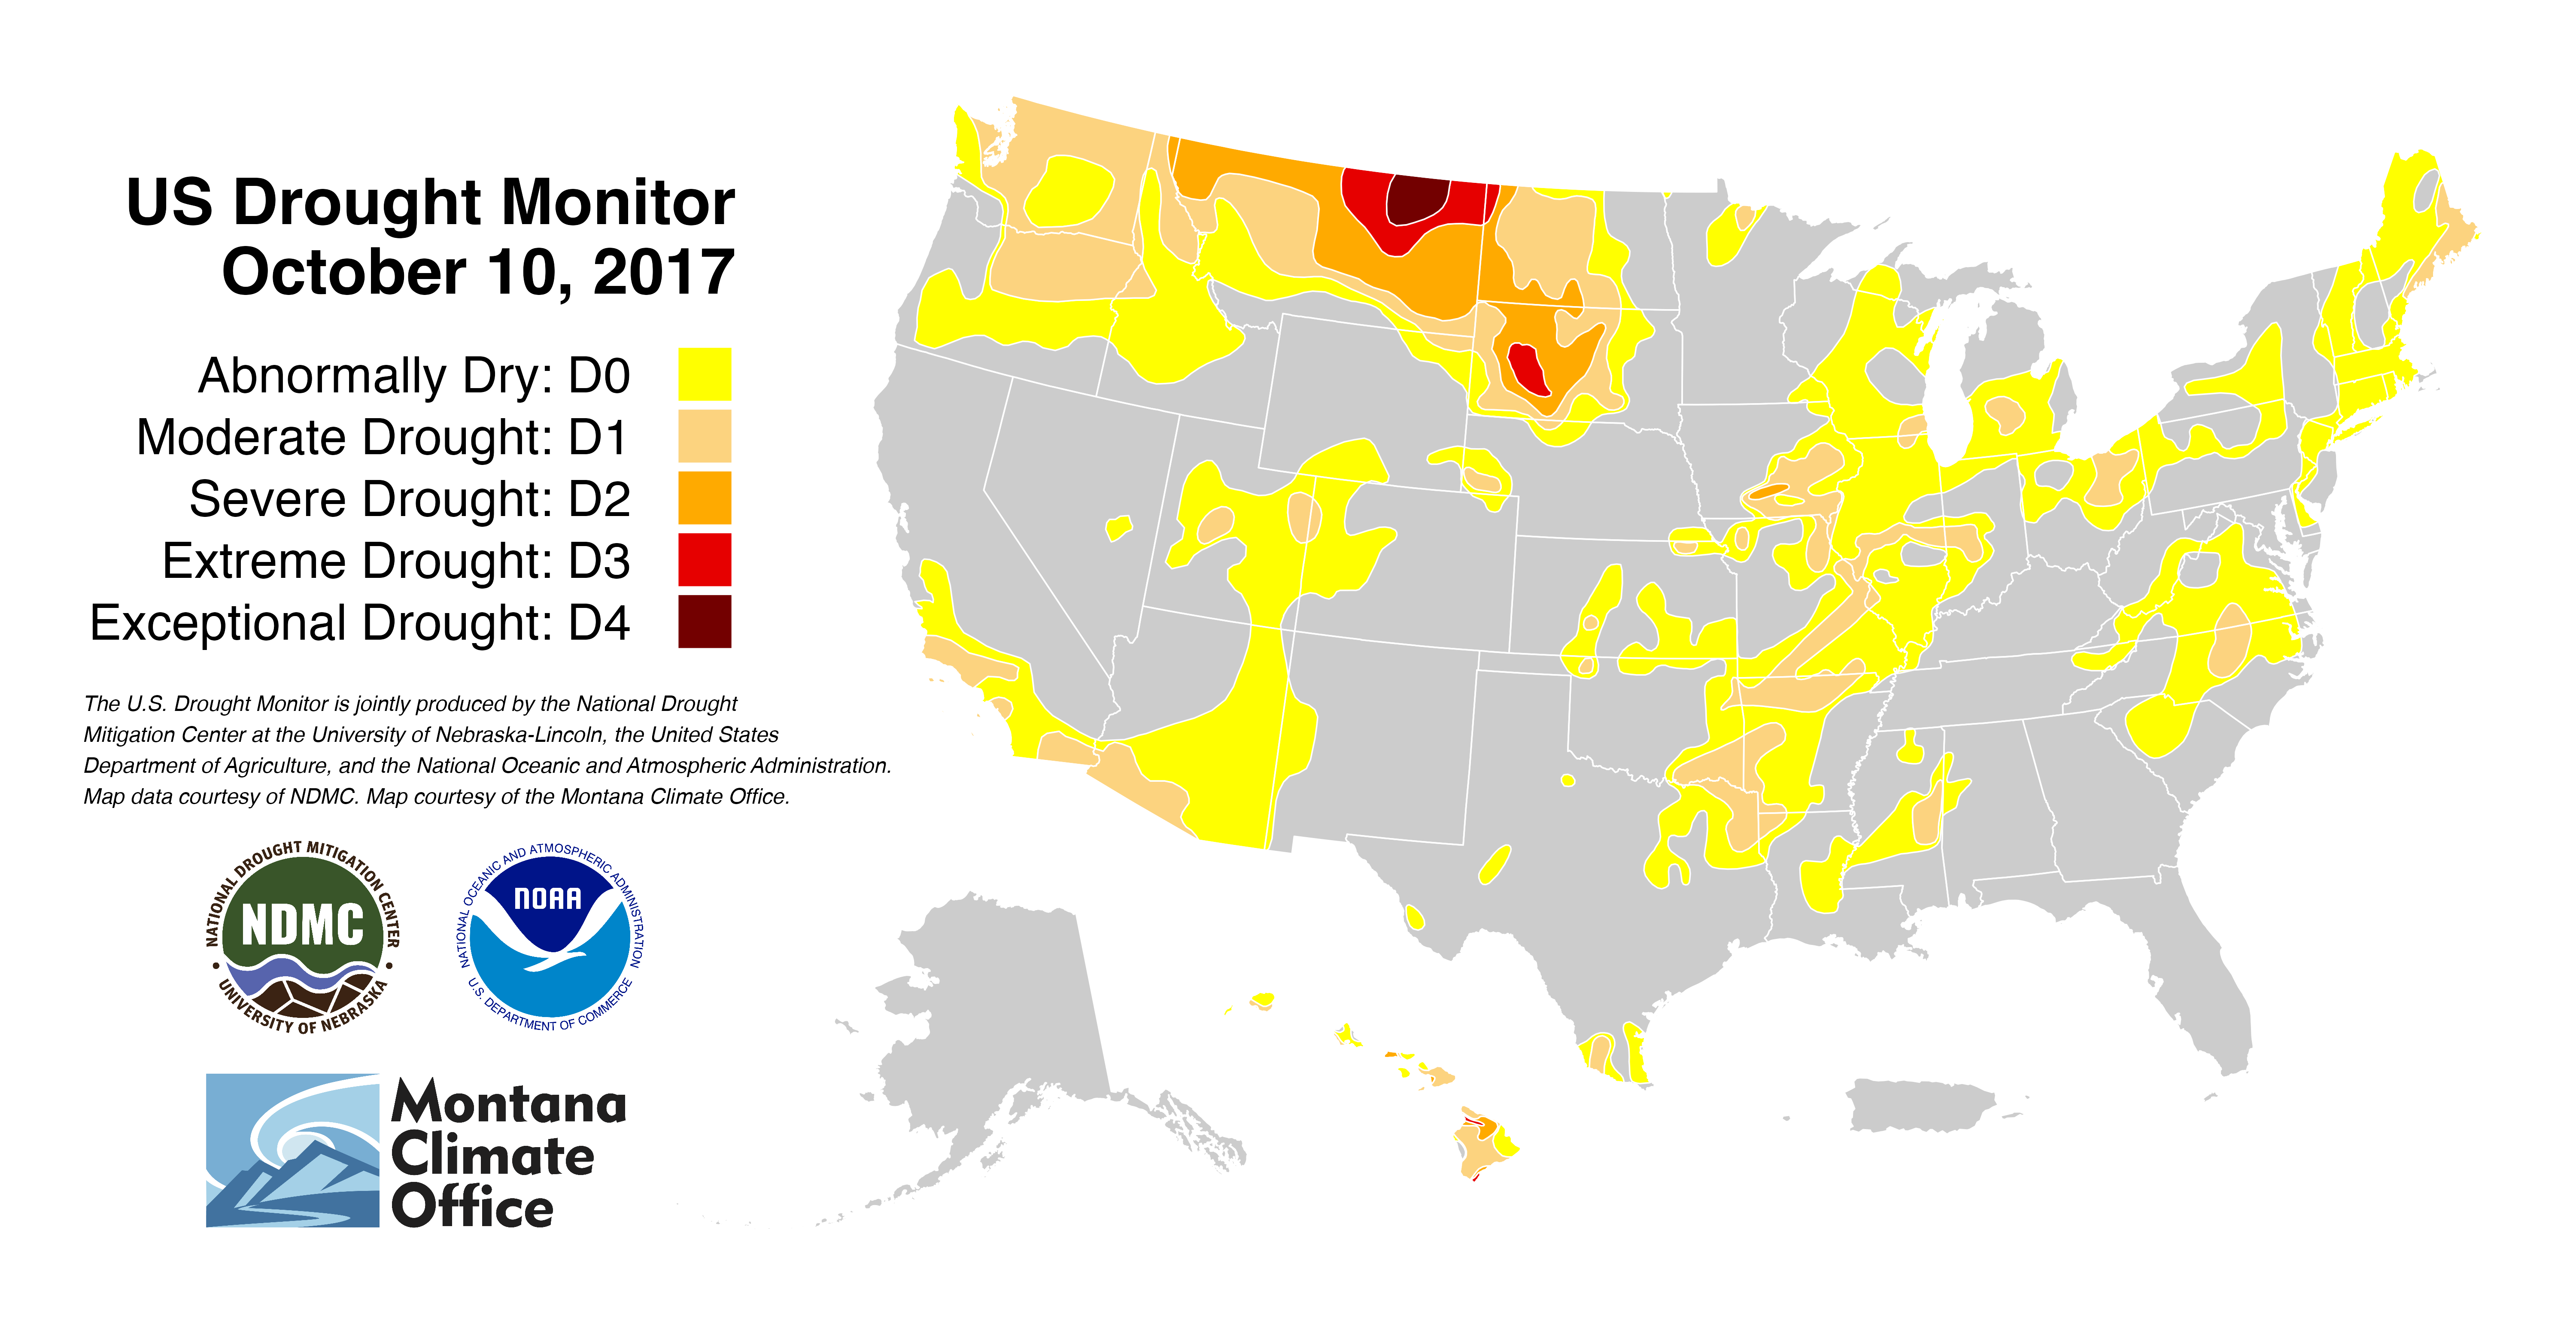 US Drought Monitor
October 10, 2017
Abnormally Dry: D0
Moderate Drought: D1
Severe Drought: D2
Extreme Drought: D3
Exceptional Drought: D4
The U.S. Drought Monitor is jointly produced by the National Drought
Mitigation Center at the University of Nebraska-Lincoln, the United States
Department of Agriculture, and the National Oceanic and Atmospheric Administration.
Map data courtesy of NDMC. Map courtesy of the Montana Climate Office.
NATIONAL DROUGHT MITIGATION CENTER
NDMC
• UNIVERSITY OF NEBRASKA •
NATIONAL OCEANIC AND ATMOSPHERIC ADMINISTRATION
NOAA
U.S. DEPARTMENT OF COMMERCE
Montana
Climate
Office